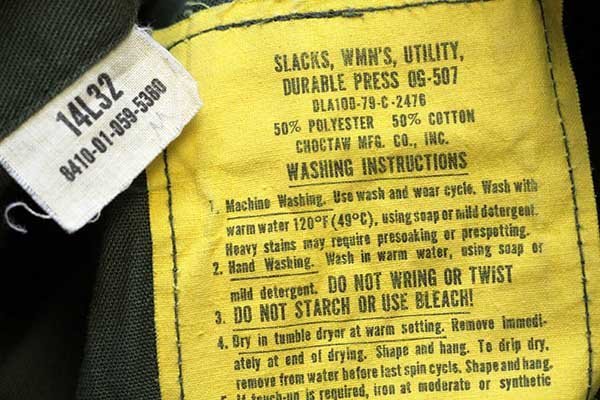 14L32
8410-01-059-5360
SLACKS, WMN'S, UTILITY,
DURABLE PRESS OG-507
DLA100-79-C-2476
50% POLYESTER 50% COTTON
CHOCTAW MFG. CO., INC.
WASHING INSTRUCTIONS
1. Machine Washing. Use wash and wear cycle. Wash with
warm water 120°F (49°C), using soap or mild detergent.
Heavy stains may require presoaking or prespotting.
2. Hand Washing. Wash in warm water, using soap or
mild detergent. DO NOT WRING OR TWIST
3. DO NOT STARCH OR USE BLEACH!
4. Dry in tumble dryer at warm setting. Remove immedi-
ately at end of drying. Shape and hang. To drip dry,
remove from water before last spin cycle. Shape and hang.
5. If touch-up is required, iron at moderate or synthetic